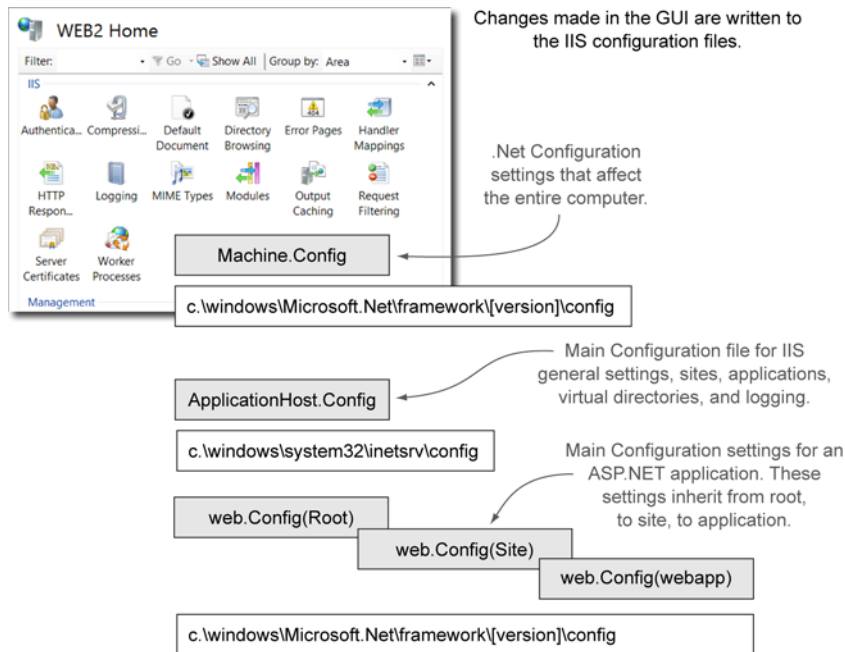 WEB2 Home
Changes made in the GUI are written to
the IIS configuration files.
Filter:
Go
Show All
Group by: Area
IIS
Authentica...
Compressi...
Default
Document
Directory
Browsing
Error Pages
Handler
Mappings
HTTP
Respon...
Logging
MIME Types
Modules
Output
Caching
Request
Filtering
Server
Certificates
Worker
Processes
Management
.Net Configuration
settings that affect
the entire computer.
Machine.Config
c.\windows\Microsoft.Net\framework\[version]\config
Main Configuration file for IIS
general settings, sites, applications,
virtual directories, and logging.
ApplicationHost.Config
c.\windows\system32\inetsrv\config
Main Configuration settings for an
ASP.NET application. These
settings inherit from root,
to site, to application.
web.Config(Root)
web.Config(Site)
web.Config(webapp)
c.\windows\Microsoft.Net\framework\[version]\config